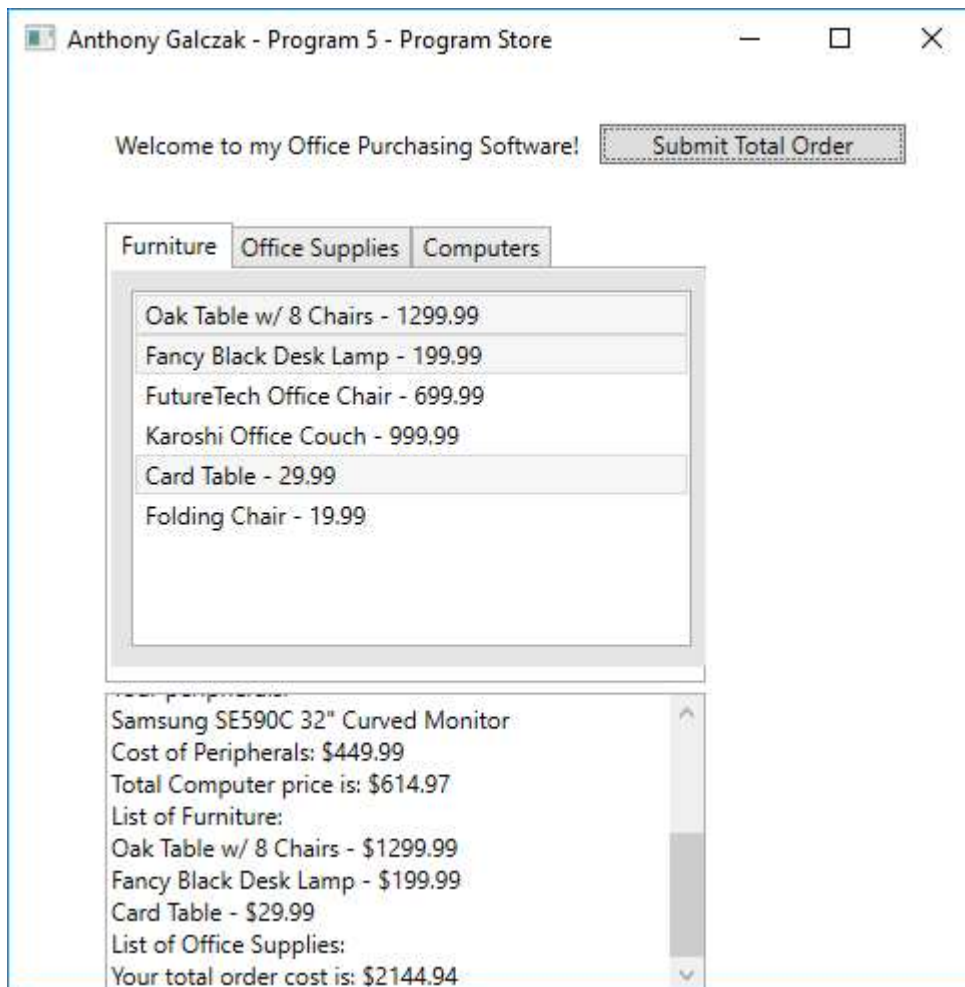 Anthony Galczak - Program 5 - Program Store
Welcome to my Office Purchasing Software!
Submit Total Order
Furniture
Office Supplies
Computers
Oak Table w/ 8 Chairs - 1299.99
Fancy Black Desk Lamp - 199.99
FutureTech Office Chair - 699.99
Karoshi Office Couch - 999.99
Card Table - 29.99
Folding Chair - 19.99
Samsung SE590C 32" Curved Monitor
Cost of Peripherals: $449.99
Total Computer price is: $614.97
List of Furniture:
Oak Table w/ 8 Chairs - $1299.99
Fancy Black Desk Lamp - $199.99
Card Table - $29.99
List of Office Supplies:
Your total order cost is: $2144.94